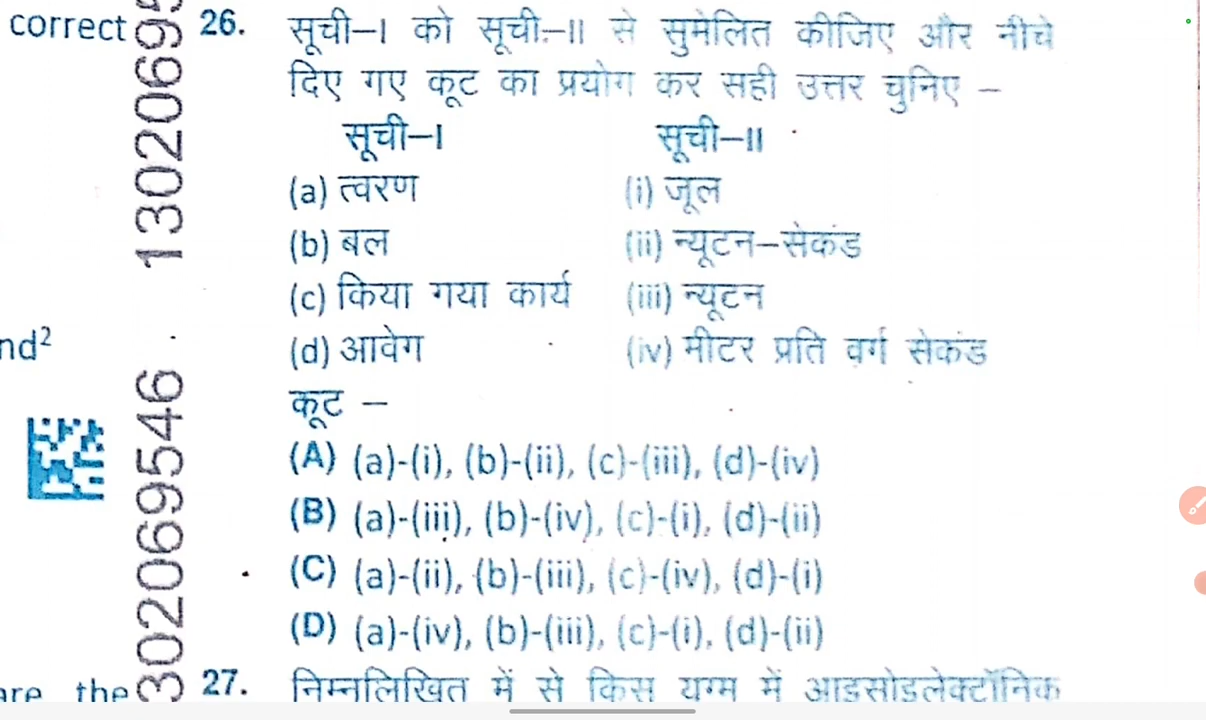 correct
nd²
are the
1302069
302069546
26. सूची–I को सूची–II से सुमेलित कीजिए और नीचे
दिए गए कूट का प्रयोग कर सही उत्तर चुनिए –
सूची–I सूची–II
(a) त्वरण (i) जूल
(b) बल (ii) न्यूटन–सेकंड
(c) किया गया कार्य (iii) न्यूटन
(d) आवेग (iv) मीटर प्रति वर्ग सेकंड
कूट –
(A) (a)-(i), (b)-(ii), (c)-(iii), (d)-(iv)
(B) (a)-(iii), (b)-(iv), (c)-(i), (d)-(ii)
(C) (a)-(ii), (b)-(iii), (c)-(iv), (d)-(i)
(D) (a)-(iv), (b)-(iii), (c)-(i), (d)-(ii)
27. निम्नलिखित में से किस युग्म में आइसोइलेक्ट्रॉनिक